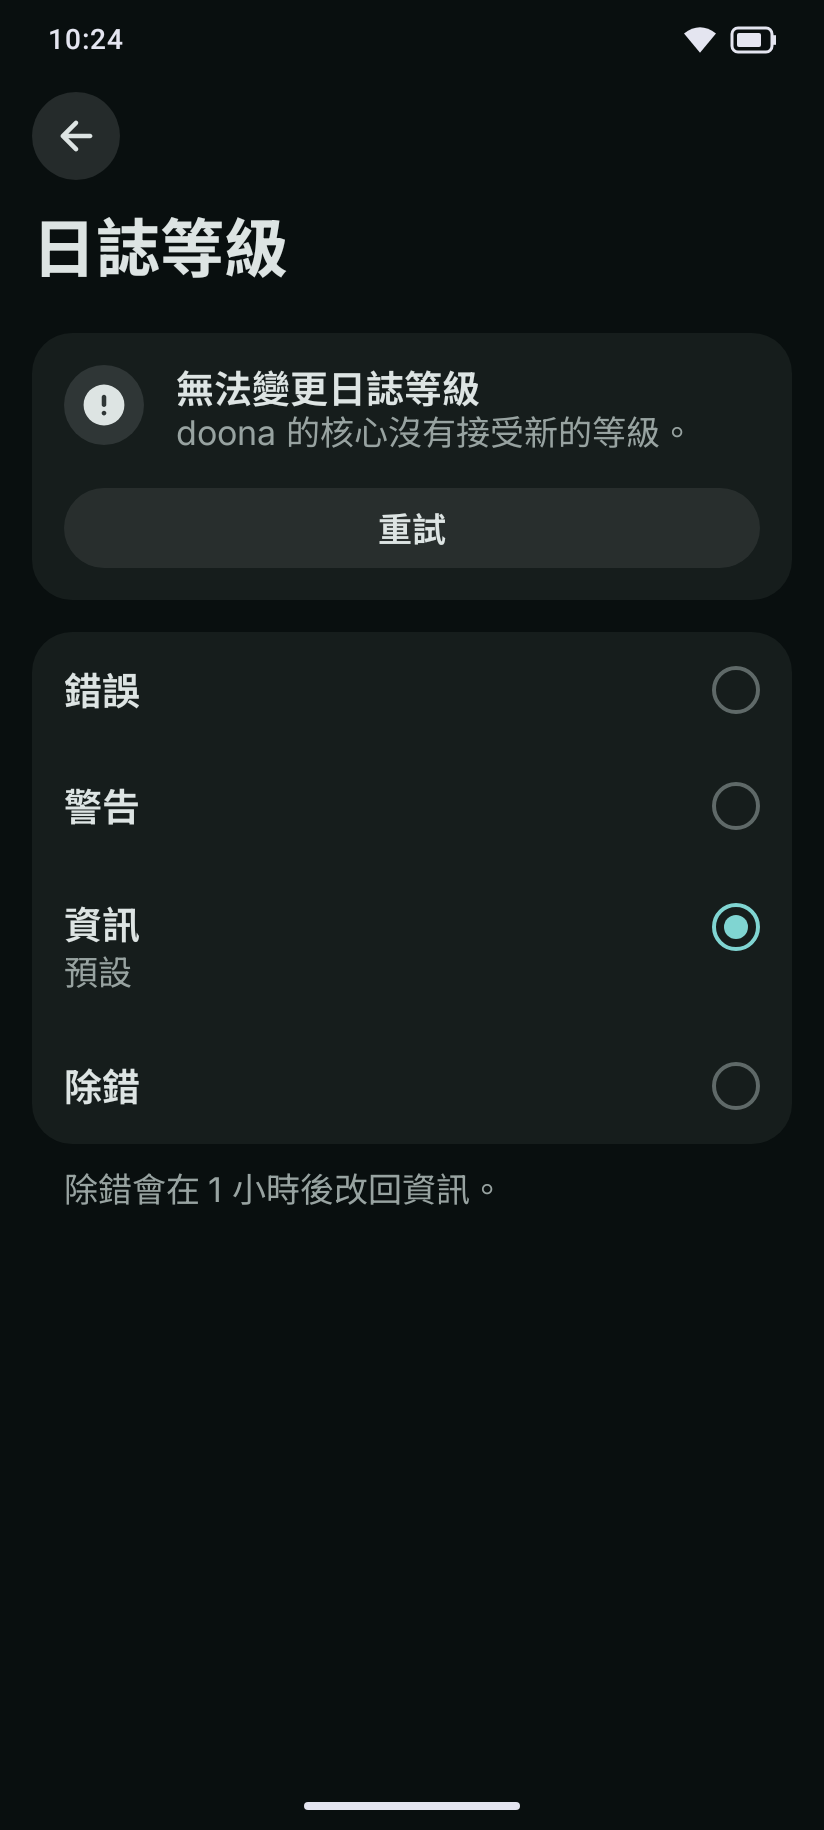 10:24
日誌等級
無法變更日誌等級
doona 的核心沒有接受新的等級。
重試
錯誤
警告
資訊
預設
除錯
除錯會在 1 小時後改回資訊。